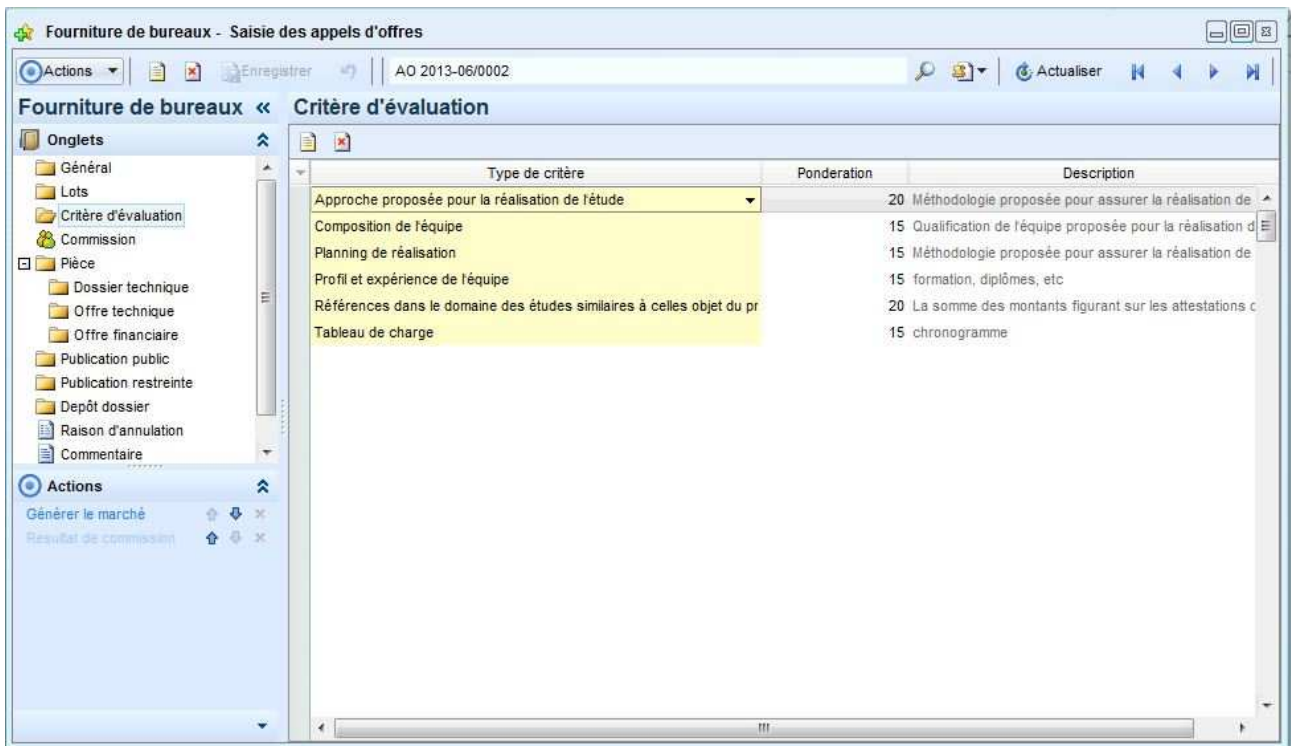 Fourniture de bureaux - Saisie des appels d'offres
Actions Enregistrer AO 2013-06/0002 Actualiser
Fourniture de bureaux « Critère d'évaluation
Onglets
Général
Lots
Critère d'évaluation
Commission
Pièce
Dossier technique
Offre technique
Offre financiaire
Publication public
Publication restreinte
Depôt dossier
Raison d'annulation
Commentaire
Actions
Générer le marché
Resultat de commission
Type de critère Ponderation Description
Approche proposée pour la réalisation de l'étude 20 Méthodologie proposée pour assurer la réalisation de
Composition de l'équipe 15 Qualification de l'équipe proposée pour la réalisation d
Planning de réalisation 15 Méthodologie proposée pour assurer la réalisation de
Profil et expérience de l'équipe 15 formation, diplômes, etc
Références dans le domaine des études similaires à celles objet du pr 20 La somme des montants figurant sur les attestations d
Tableau de charge 15 chronogramme